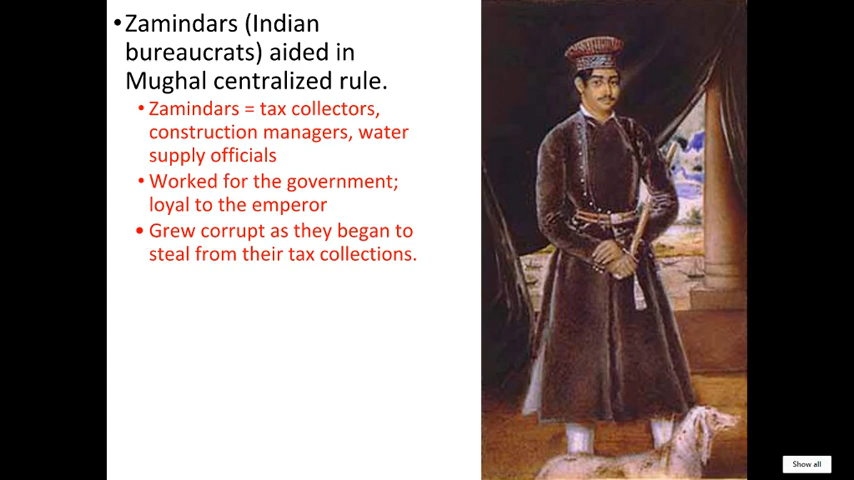 •Zamindars (Indian
bureaucrats) aided in
Mughal centralized rule.
• Zamindars = tax collectors,
construction managers, water
supply officials
• Worked for the government;
loyal to the emperor
• Grew corrupt as they began to
steal from their tax collections.
Show all